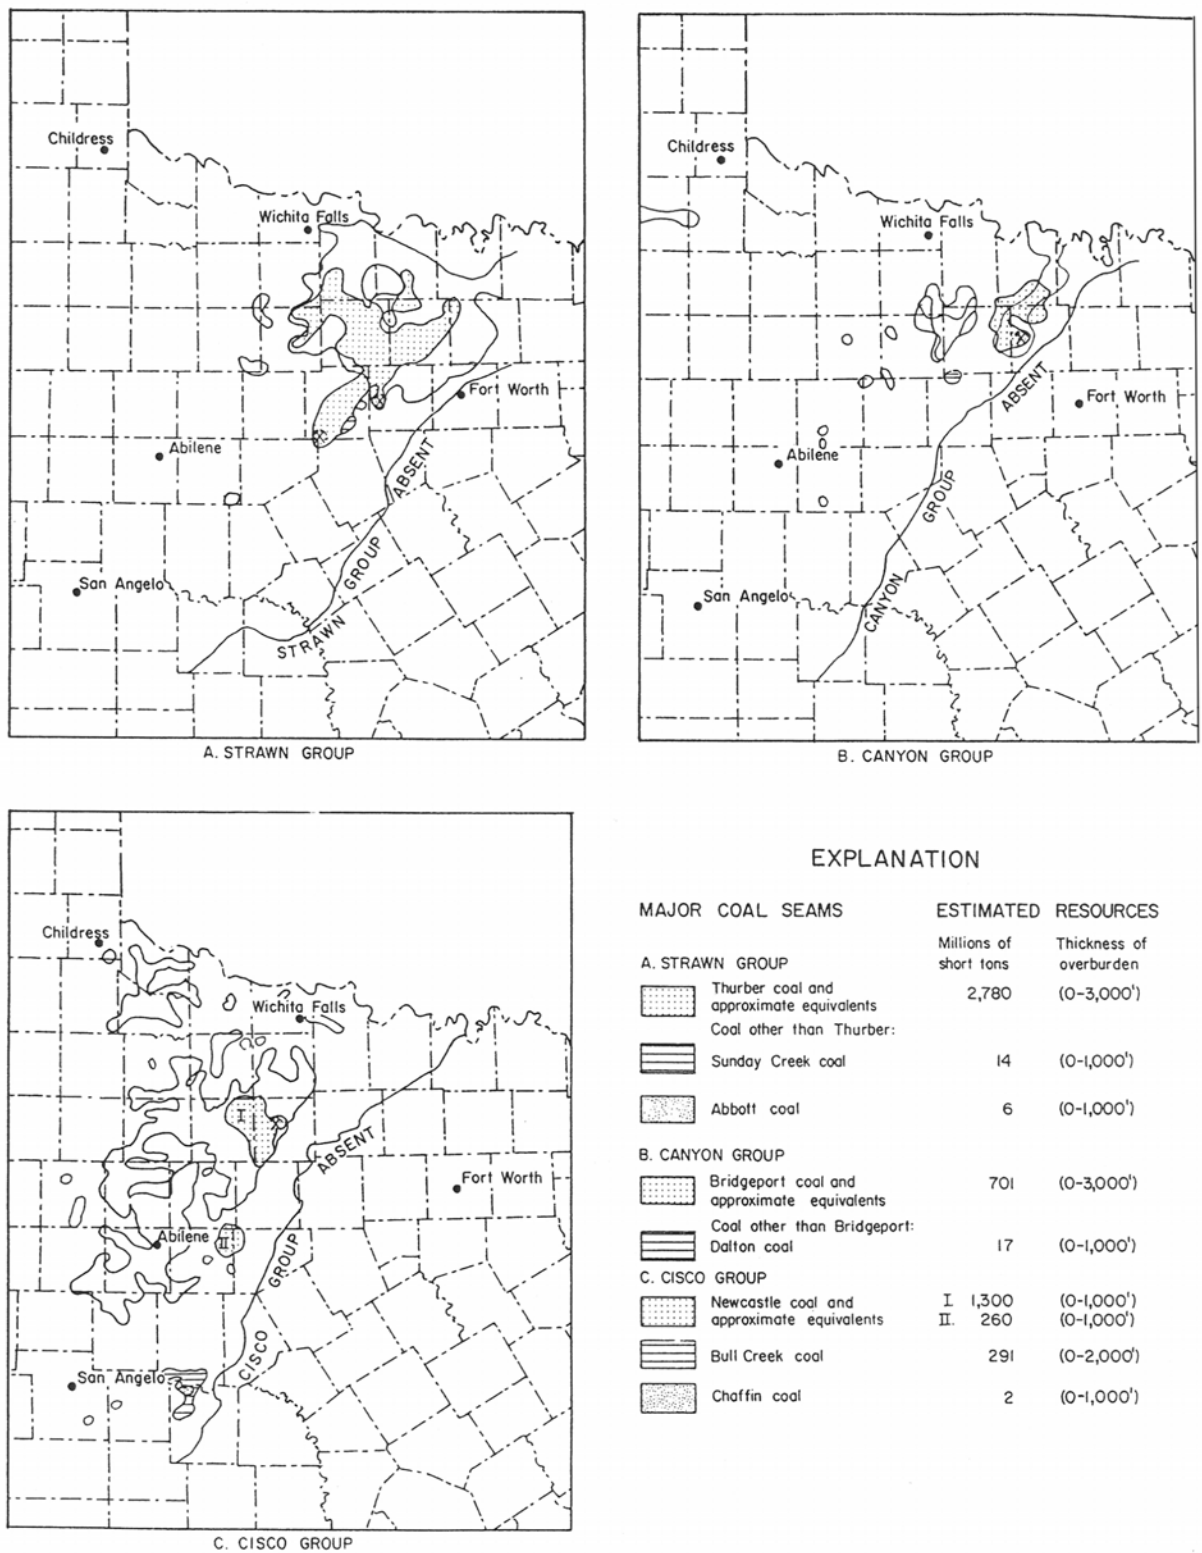 Childress
Wichita Falls
Fort Worth
Abilene
ABSENT
San Angelo
GROUP
STRAWN
A. STRAWN GROUP
Childress
Wichita Falls
ABSENT
Fort Worth
Abilene
GROUP
San Angelo
CANYON
B. CANYON GROUP
Childress
Wichita Falls
I
ABSENT
Fort Worth
Abilene
II
GROUP
CISCO
San Angelo
C. CISCO GROUP
EXPLANATION
MAJOR COAL SEAMS ESTIMATED RESOURCES
Millions of Thickness of
short tons overburden
A. STRAWN GROUP
Thurber coal and
approximate equivalents 2,780 (0-3,000')
Coal other than Thurber:
Sunday Creek coal 14 (0-1,000')
Abbott coal 6 (0-1,000')
B. CANYON GROUP
Bridgeport coal and
approximate equivalents 701 (0-3,000')
Coal other than Bridgeport:
Dalton coal 17 (0-1,000')
C. CISCO GROUP
Newcastle coal and I. 1,300 (0-1,000')
approximate equivalents II. 260 (0-1,000')
Bull Creek coal 291 (0-2,000')
Chaffin coal 2 (0-1,000')